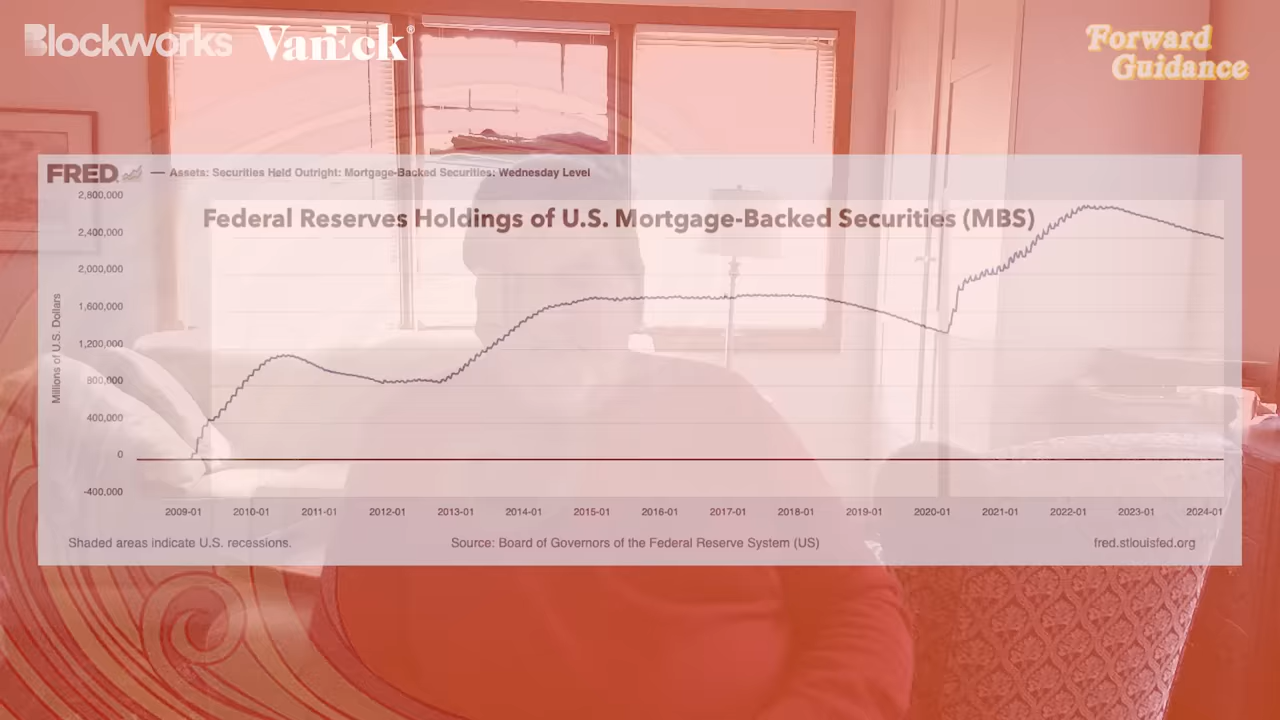 Blockworks VanEck®
Forward
Guidance
FRED — Assets: Securities Held Outright: Mortgage-Backed Securities: Wednesday Level
Federal Reserves Holdings of U.S. Mortgage-Backed Securities (MBS)
Millions of U.S. Dollars
2,800,000
2,400,000
2,000,000
1,600,000
1,200,000
800,000
400,000
0
-400,000
2009-01 2010-01 2011-01 2012-01 2013-01 2014-01 2015-01 2016-01 2017-01 2018-01 2019-01 2020-01 2021-01 2022-01 2023-01 2024-01
Shaded areas indicate U.S. recessions. Source: Board of Governors of the Federal Reserve System (US) fred.stlouisfed.org